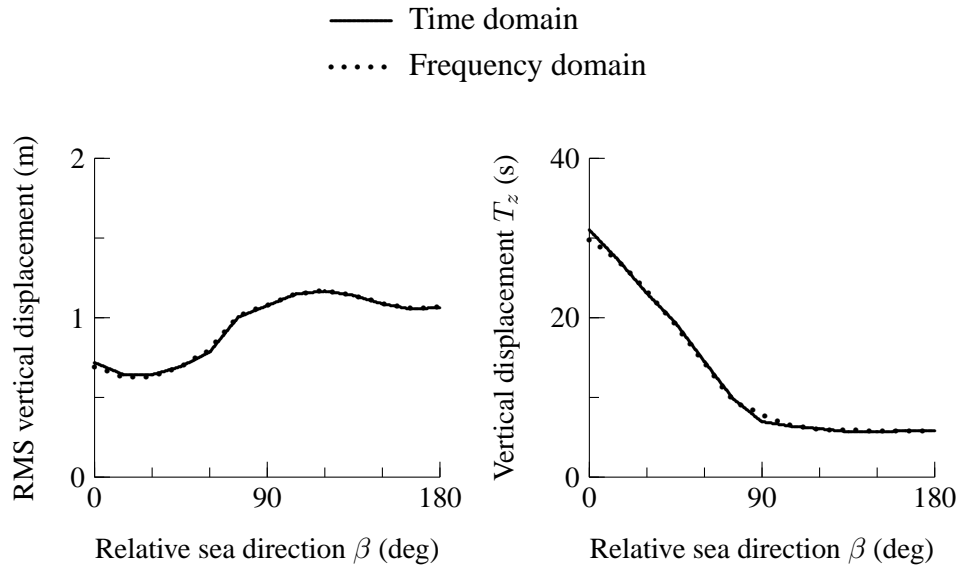 Time domain
Frequency domain
RMS vertical displacement (m)
2
1
0
0 90 180
Relative sea direction β (deg)
Vertical displacement T_z (s)
40
20
0
0 90 180
Relative sea direction β (deg)